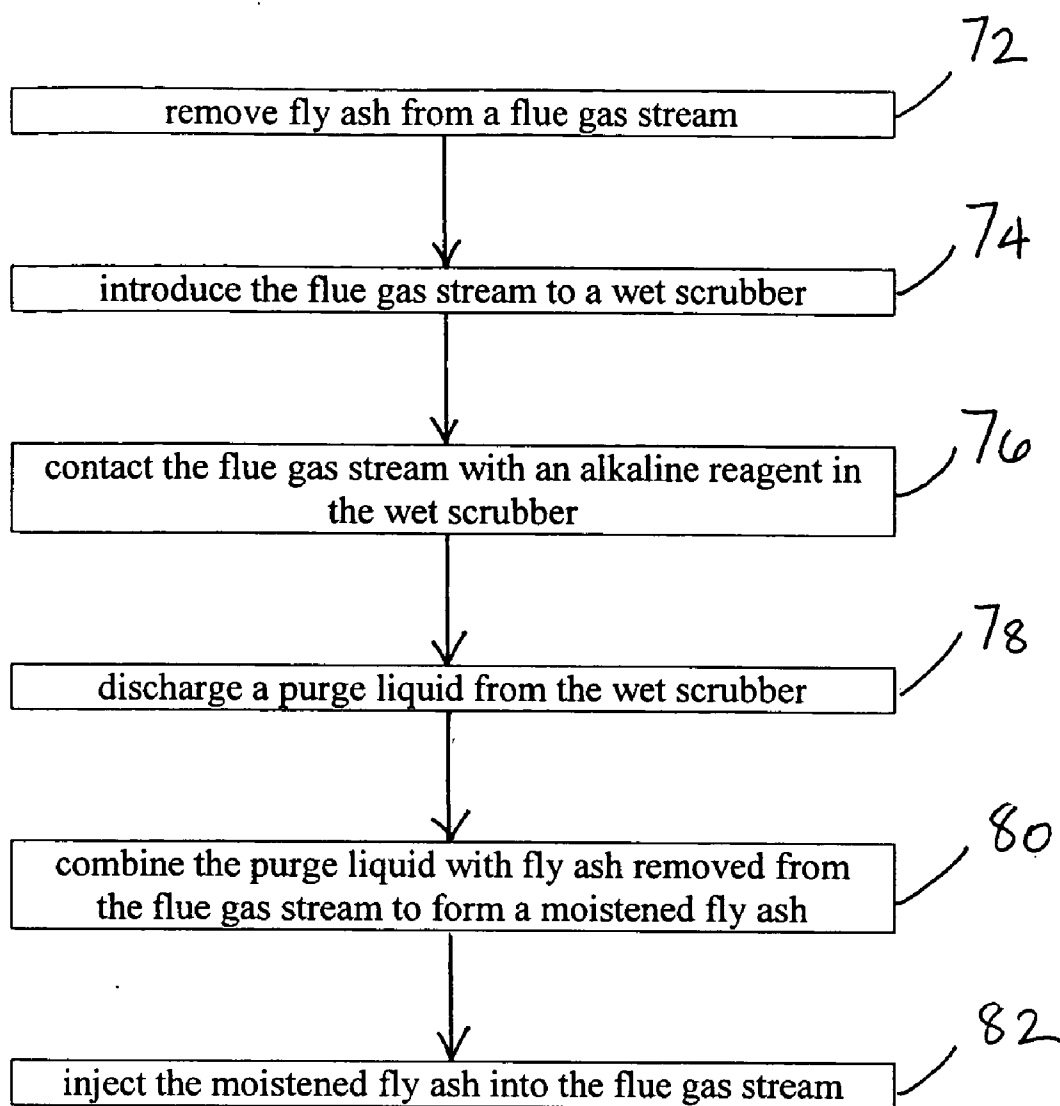 72
remove fly ash from a flue gas stream
74
introduce the flue gas stream to a wet scrubber
76
contact the flue gas stream with an alkaline reagent in
the wet scrubber
78
discharge a purge liquid from the wet scrubber
80
combine the purge liquid with fly ash removed from
the flue gas stream to form a moistened fly ash
82
inject the moistened fly ash into the flue gas stream